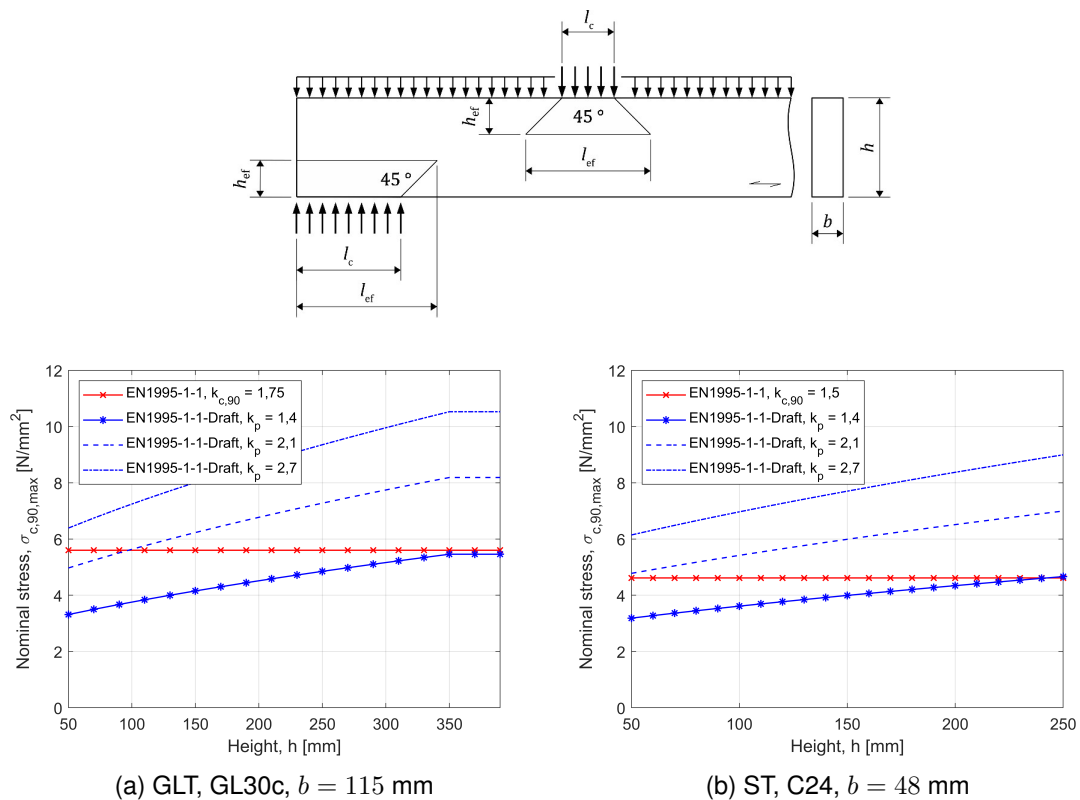 l_c
h_ef
45 °
h
l_ef
h_ef
45 °
b
l_c
l_ef
12
10
8
6
4
2
0
Nominal stress, σ_c,90,max [N/mm²]
EN1995-1-1, k_c,90 = 1,75
EN1995-1-1-Draft, k_p = 1,4
EN1995-1-1-Draft, k_p = 2,1
EN1995-1-1-Draft, k_p = 2,7
50 100 150 200 250 300 350
Height, h [mm]
(a) GLT, GL30c, b = 115 mm
12
10
8
6
4
2
0
Nominal stress, σ_c,90,max [N/mm²]
EN1995-1-1, k_c,90 = 1,5
EN1995-1-1-Draft, k_p = 1,4
EN1995-1-1-Draft, k_p = 2,1
EN1995-1-1-Draft, k_p = 2,7
50 100 150 200 250
Height, h [mm]
(b) ST, C24, b = 48 mm